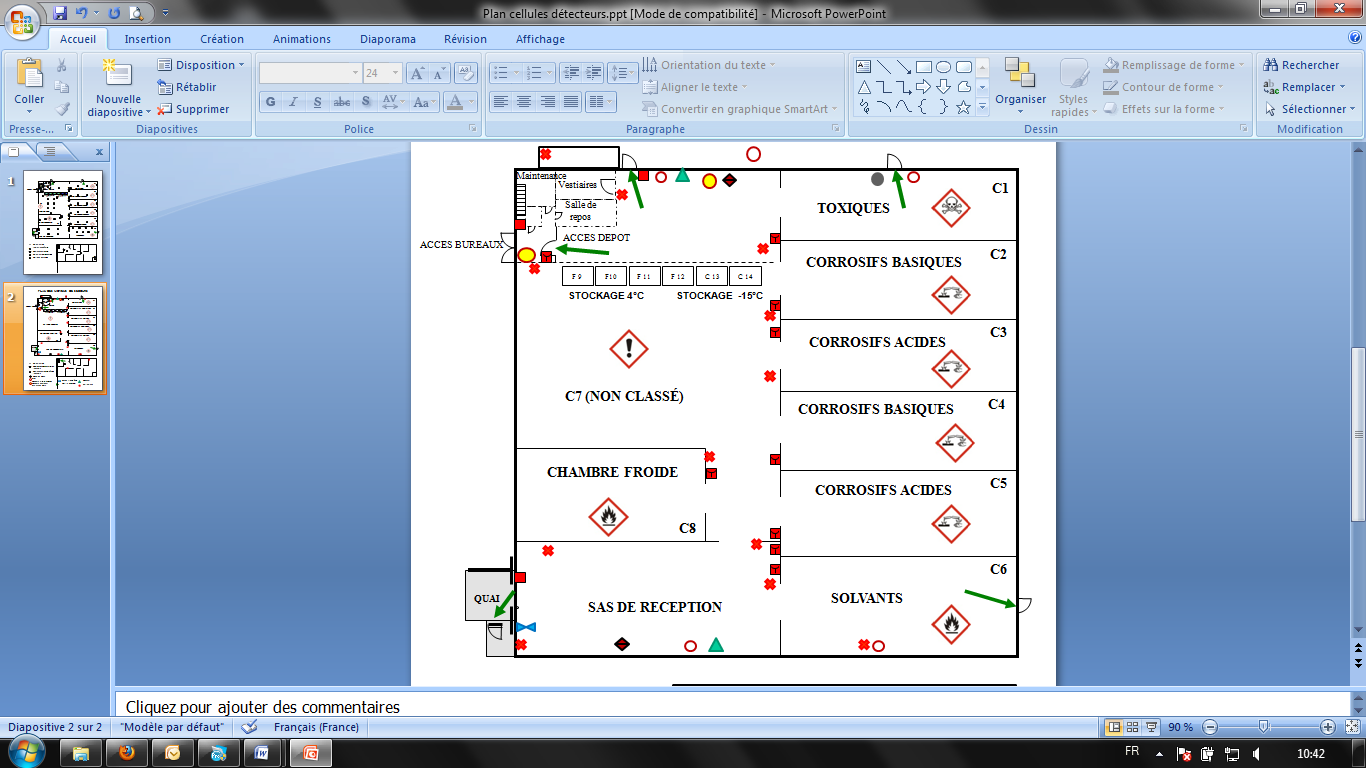 Plan cellules détecteurs.ppt [Mode de compatibilité] - Microsoft PowerPoint
Accueil Insertion Création Animations Diaporama Révision Affichage
Coller
Presse-...
Nouvelle diapositive
Disposition
Rétablir
Supprimer
Diapositives
24
G I S abc S AV Aa A
Police
Orientation du texte
Aligner le texte
Convertir en graphique SmartArt
Paragraphe
Organiser
Styles rapides
Remplissage de forme
Contour de forme
Effets sur la forme
Dessin
Rechercher
Remplacer
Sélectionner
Modification
1
2
Maintenance
Vestiaires
Salle de
repos
ACCES BUREAUX
ACCES DEPOT
F 9 F10 F 11 F 12 C 13 C 14
STOCKAGE 4°C STOCKAGE -15°C
C7 (NON CLASSÉ)
CHAMBRE FROIDE
C8
QUAI
SAS DE RECEPTION
C1
TOXIQUES
C2
CORROSIFS BASIQUES
C3
CORROSIFS ACIDES
C4
CORROSIFS BASIQUES
C5
CORROSIFS ACIDES
C6
SOLVANTS
Cliquez pour ajouter des commentaires
Diapositive 2 sur 2 "Modèle par défaut" Français (France) 90 %
FR 10:42